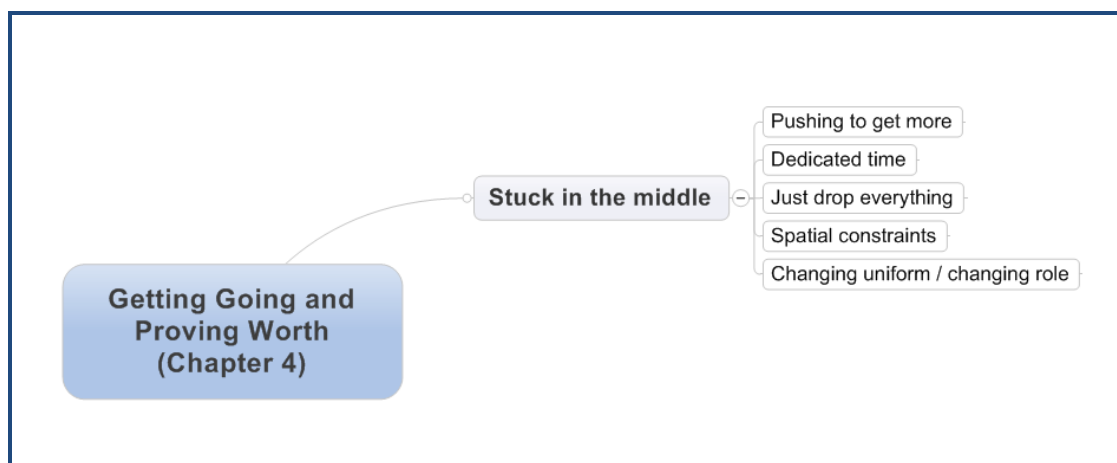 Getting Going and
Proving Worth
(Chapter 4)
Stuck in the middle
Pushing to get more
Dedicated time
Just drop everything
Spatial constraints
Changing uniform / changing role